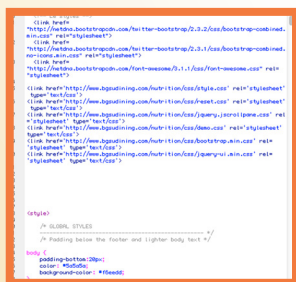 <link href=
"http://netdna.bootstrapcdn.com/twitter-bootstrap/2.3.2/css/bootstrap-combined.
min.css" rel="stylesheet">
<link href=
"http://netdna.bootstrapcdn.com/twitter-bootstrap/2.3.1/css/bootstrap-combined.
no-icons.min.css" rel="stylesheet">
<link href=
"http://netdna.bootstrapcdn.com/font-awesome/3.1.1/css/font-awesome.css" rel=
"stylesheet">
<link href='http://www.bgsudining.com/nutrition/css/style.css' rel='stylesheet'
type='text/css'>
<link href='http://www.bgsudining.com/nutrition/css/reset.css' rel='stylesheet'
type='text/css'>
<link href='http://www.bgsudining.com/nutrition/css/jquery.jscrollpane.css' rel
='stylesheet' type='text/css'>
<link href='http://www.bgsudining.com/nutrition/css/demo.css' rel='stylesheet'
type='text/css'>
<link href='http://www.bgsudining.com/nutrition/css/bootstrap.min.css' rel=
'stylesheet' type='text/css'>
<link href='http://www.bgsudining.com/nutrition/css/jquery-ui.min.css' rel=
'stylesheet' type='text/css'>
<style>
/* GLOBAL STYLES
-------------------------------------------------- */
/* Padding below the footer and lighter body text */
body {
padding-bottom:20px;
color: #5a5a5a;
background-color: #f6eedd;